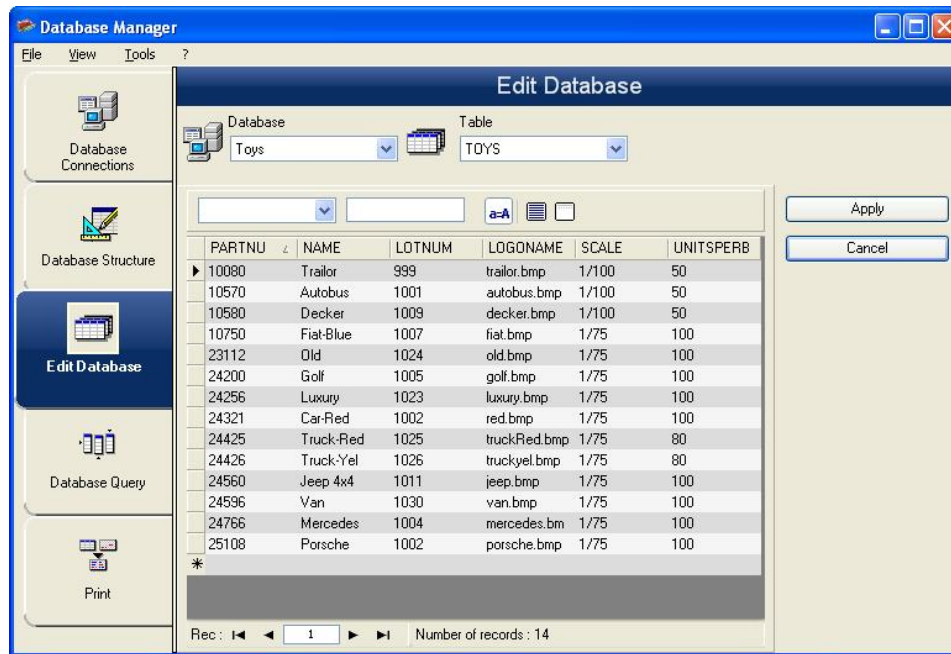 Database Manager
File View Tools ?
Edit Database
Database Connections
Database Structure
Edit Database
Database Query
Print
Database
Toys
Table
TOYS
a=A
Apply
Cancel
PARTNU NAME LOTNUM LOGONAME SCALE UNITSPERB
10080 Trailor 999 trailor.bmp 1/100 50
10570 Autobus 1001 autobus.bmp 1/100 50
10580 Decker 1009 decker.bmp 1/100 50
10750 Fiat-Blue 1007 fiat.bmp 1/75 100
23112 Old 1024 old.bmp 1/75 100
24200 Golf 1005 golf.bmp 1/75 100
24256 Luxury 1023 luxury.bmp 1/75 100
24321 Car-Red 1002 red.bmp 1/75 100
24425 Truck-Red 1025 truckRed.bmp 1/75 80
24426 Truck-Yel 1026 truckyel.bmp 1/75 80
24560 Jeep 4x4 1011 jeep.bmp 1/75 100
24596 Van 1030 van.bmp 1/75 100
24766 Mercedes 1004 mercedes.bm 1/75 100
25108 Porsche 1002 porsche.bmp 1/75 100
Rec : 1 Number of records : 14